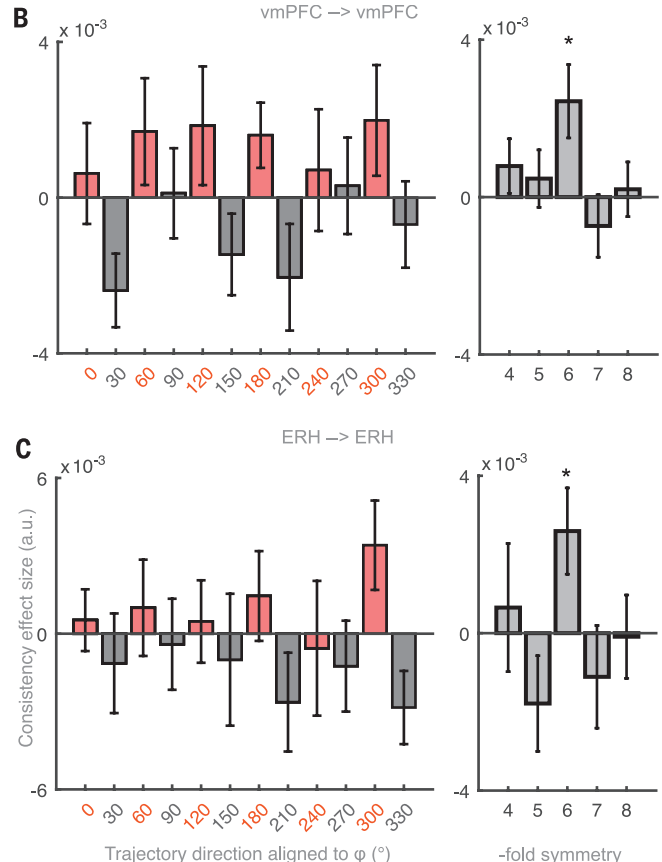 B
vmPFC –> vmPFC
x 10⁻³
4
0
-4
0 30 60 90 120 150 180 210 240 270 300 330
x 10⁻³
4
*
0
-4
4 5 6 7 8
C
ERH –> ERH
Consistency effect size (a.u.)
x 10⁻³
6
0
-6
0 30 60 90 120 150 180 210 240 270 300 330
Trajectory direction aligned to φ (°)
x 10⁻³
4
*
0
-4
4 5 6 7 8
-fold symmetry